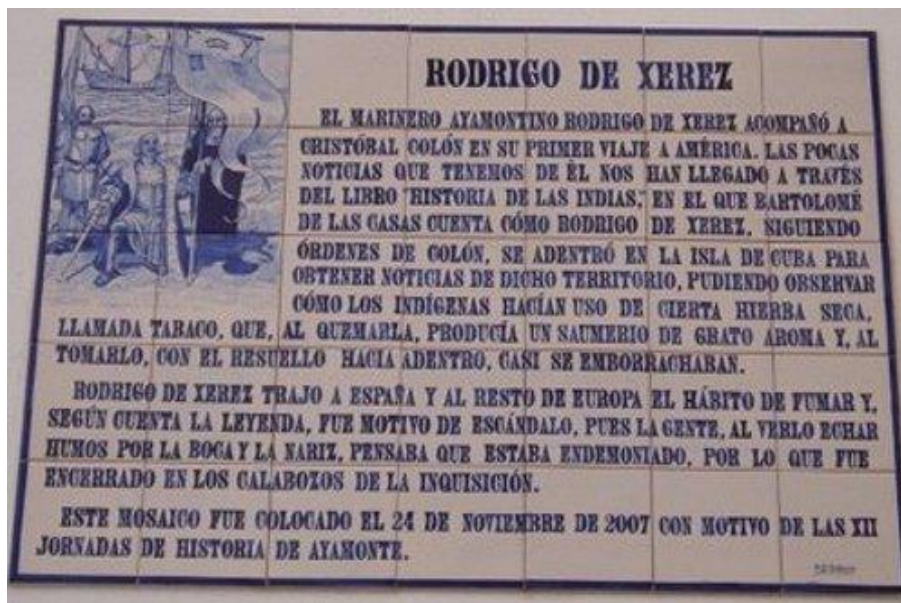 RODRIGO DE XEREZ
EL MARINERO AYAMONTINO RODRIGO DE XEREZ ACOMPAÑÓ A
CRISTÓBAL COLÓN EN SU PRIMER VIAJE A AMÉRICA. LAS POCAS
NOTICIAS QUE TENEMOS DE ÉL NOS HAN LLEGADO A TRAVÉS
DEL LIBRO "HISTORIA DE LAS INDIAS," EN EL QUE BARTOLOMÉ
DE LAS CASAS CUENTA CÓMO RODRIGO DE XEREZ, SIGUIENDO
ÓRDENES DE COLÓN, SE ADENTRÓ EN LA ISLA DE CUBA PARA
OBTENER NOTICIAS DE DICHO TERRITORIO, PUDIENDO OBSERVAR
CÓMO LOS INDÍGENAS HACÍAN USO DE CIERTA HIERBA SECA,
LLAMADA TABACO, QUE, AL QUEMARLA, PRODUCÍA UN SAUMERIO DE GRATO AROMA Y, AL
TOMARLO, CON EL RESUELLO HACIA ADENTRO, CASI SE EMBORRACHABAN.
RODRIGO DE XEREZ TRAJO A ESPAÑA Y AL RESTO DE EUROPA EL HÁBITO DE FUMAR Y,
SEGÚN CUENTA LA LEYENDA, FUE MOTIVO DE ESCÁNDALO, PUES LA GENTE, AL VERLO ECHAR
HUMOS POR LA BOCA Y LA NARIZ, PENSABA QUE ESTABA ENDEMONIADO, POR LO QUE FUE
ENCERRADO EN LOS CALABOZOS DE LA INQUISICIÓN.
ESTE MOSAICO FUE COLOCADO EL 24 DE NOVIEMBRE DE 2007 CON MOTIVO DE LAS XII
JORNADAS DE HISTORIA DE AYAMONTE.